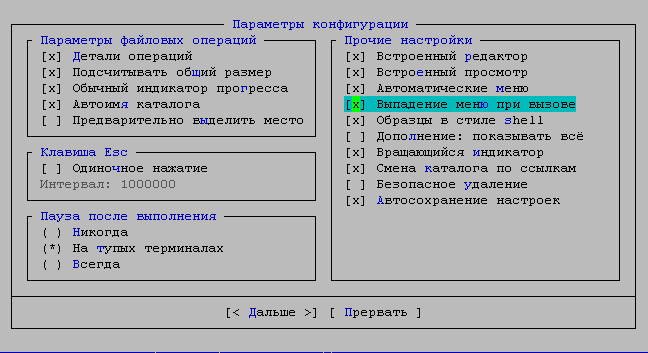 Параметры конфигурации
Параметры файловых операций
[x] Детали операций
[x] Подсчитывать общий размер
[x] Обычный индикатор прогресса
[x] Автоимя каталога
[ ] Предварительно выделить место
Клавиша Esc
[ ] Одиночное нажатие
Интервал: 1000000
Пауза после выполнения
( ) Никогда
(*) На тупых терминалах
( ) Всегда
Прочие настройки
[x] Встроенный редактор
[x] Встроенный просмотр
[x] Автоматические меню
[x] Выпадение меню при вызове
[x] Образцы в стиле shell
[ ] Дополнение: показывать всё
[x] Вращающийся индикатор
[x] Смена каталога по ссылкам
[ ] Безопасное удаление
[x] Автосохранение настроек
[< Дальше >] [ Прервать ]